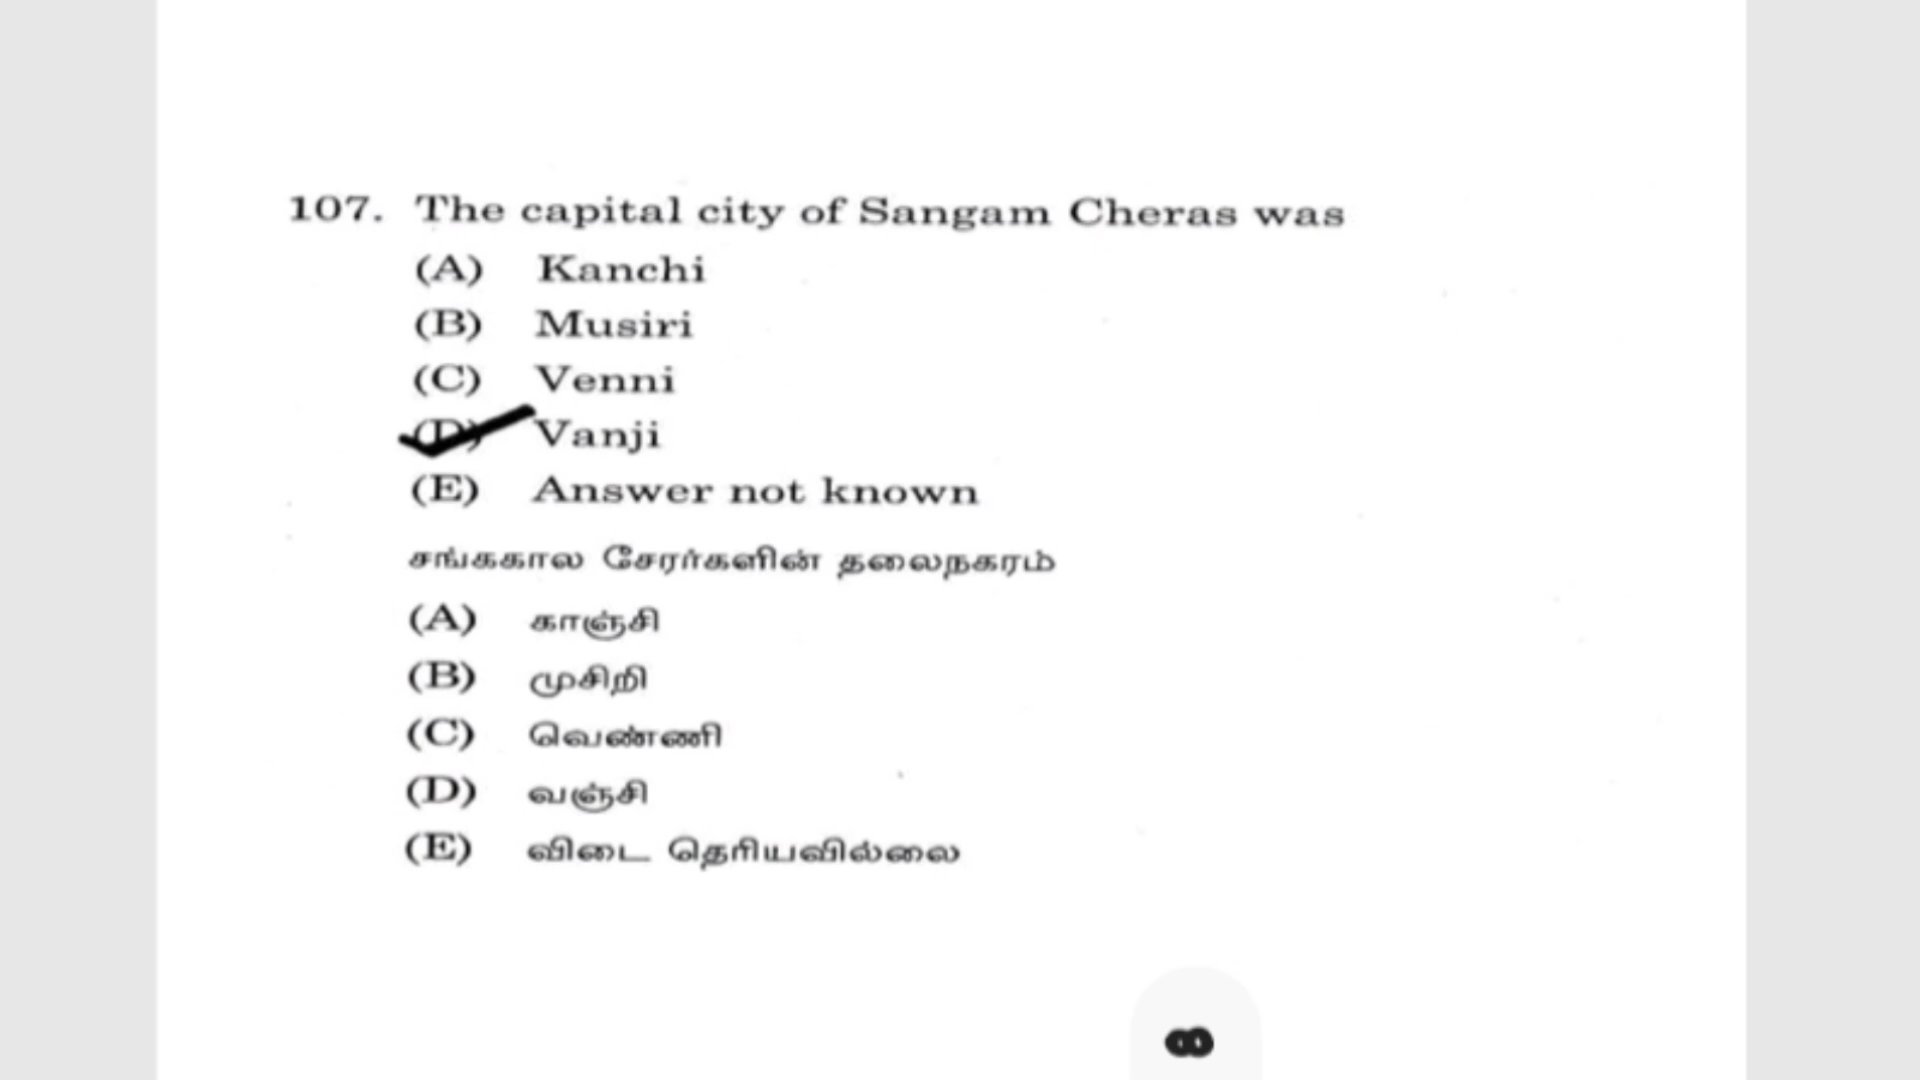 107. The capital city of Sangam Cheras was
(A) Kanchi
(B) Musiri
(C) Venni
(D) Vanji
(E) Answer not known
சங்ககால சேரர்களின் தலைநகரம்
(A) காஞ்சி
(B) முசிறி
(C) வெண்ணி
(D) வஞ்சி
(E) விடை தெரியவில்லை
8